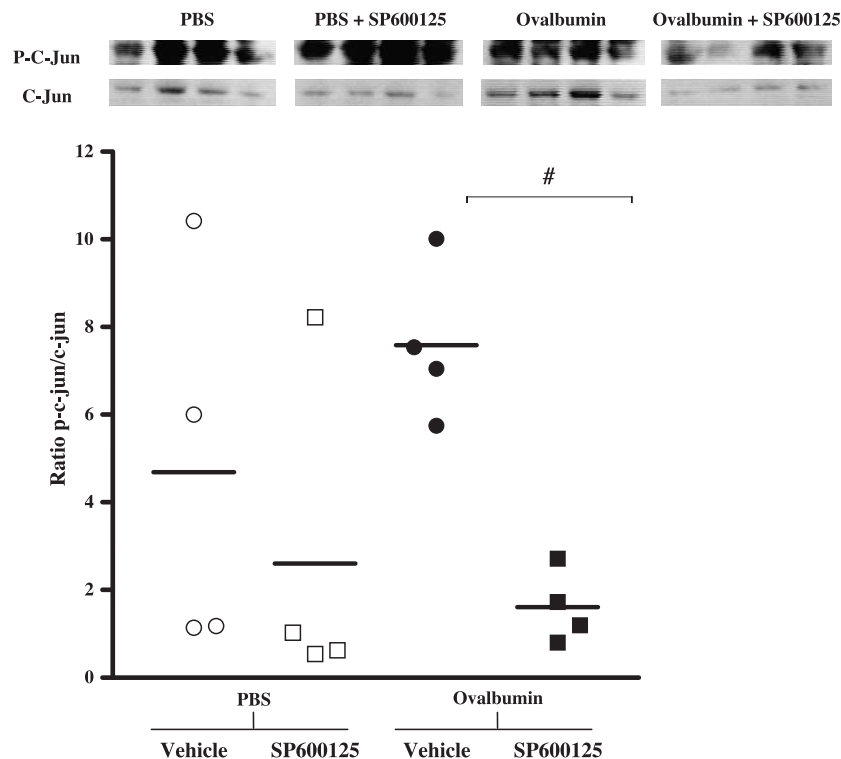 PBS PBS + SP600125 Ovalbumin Ovalbumin + SP600125
P-C-Jun
C-Jun
12
#
10
8
6
4
2
0
Ratio p-c-jun/c-jun
PBS Ovalbumin
Vehicle SP600125 Vehicle SP600125